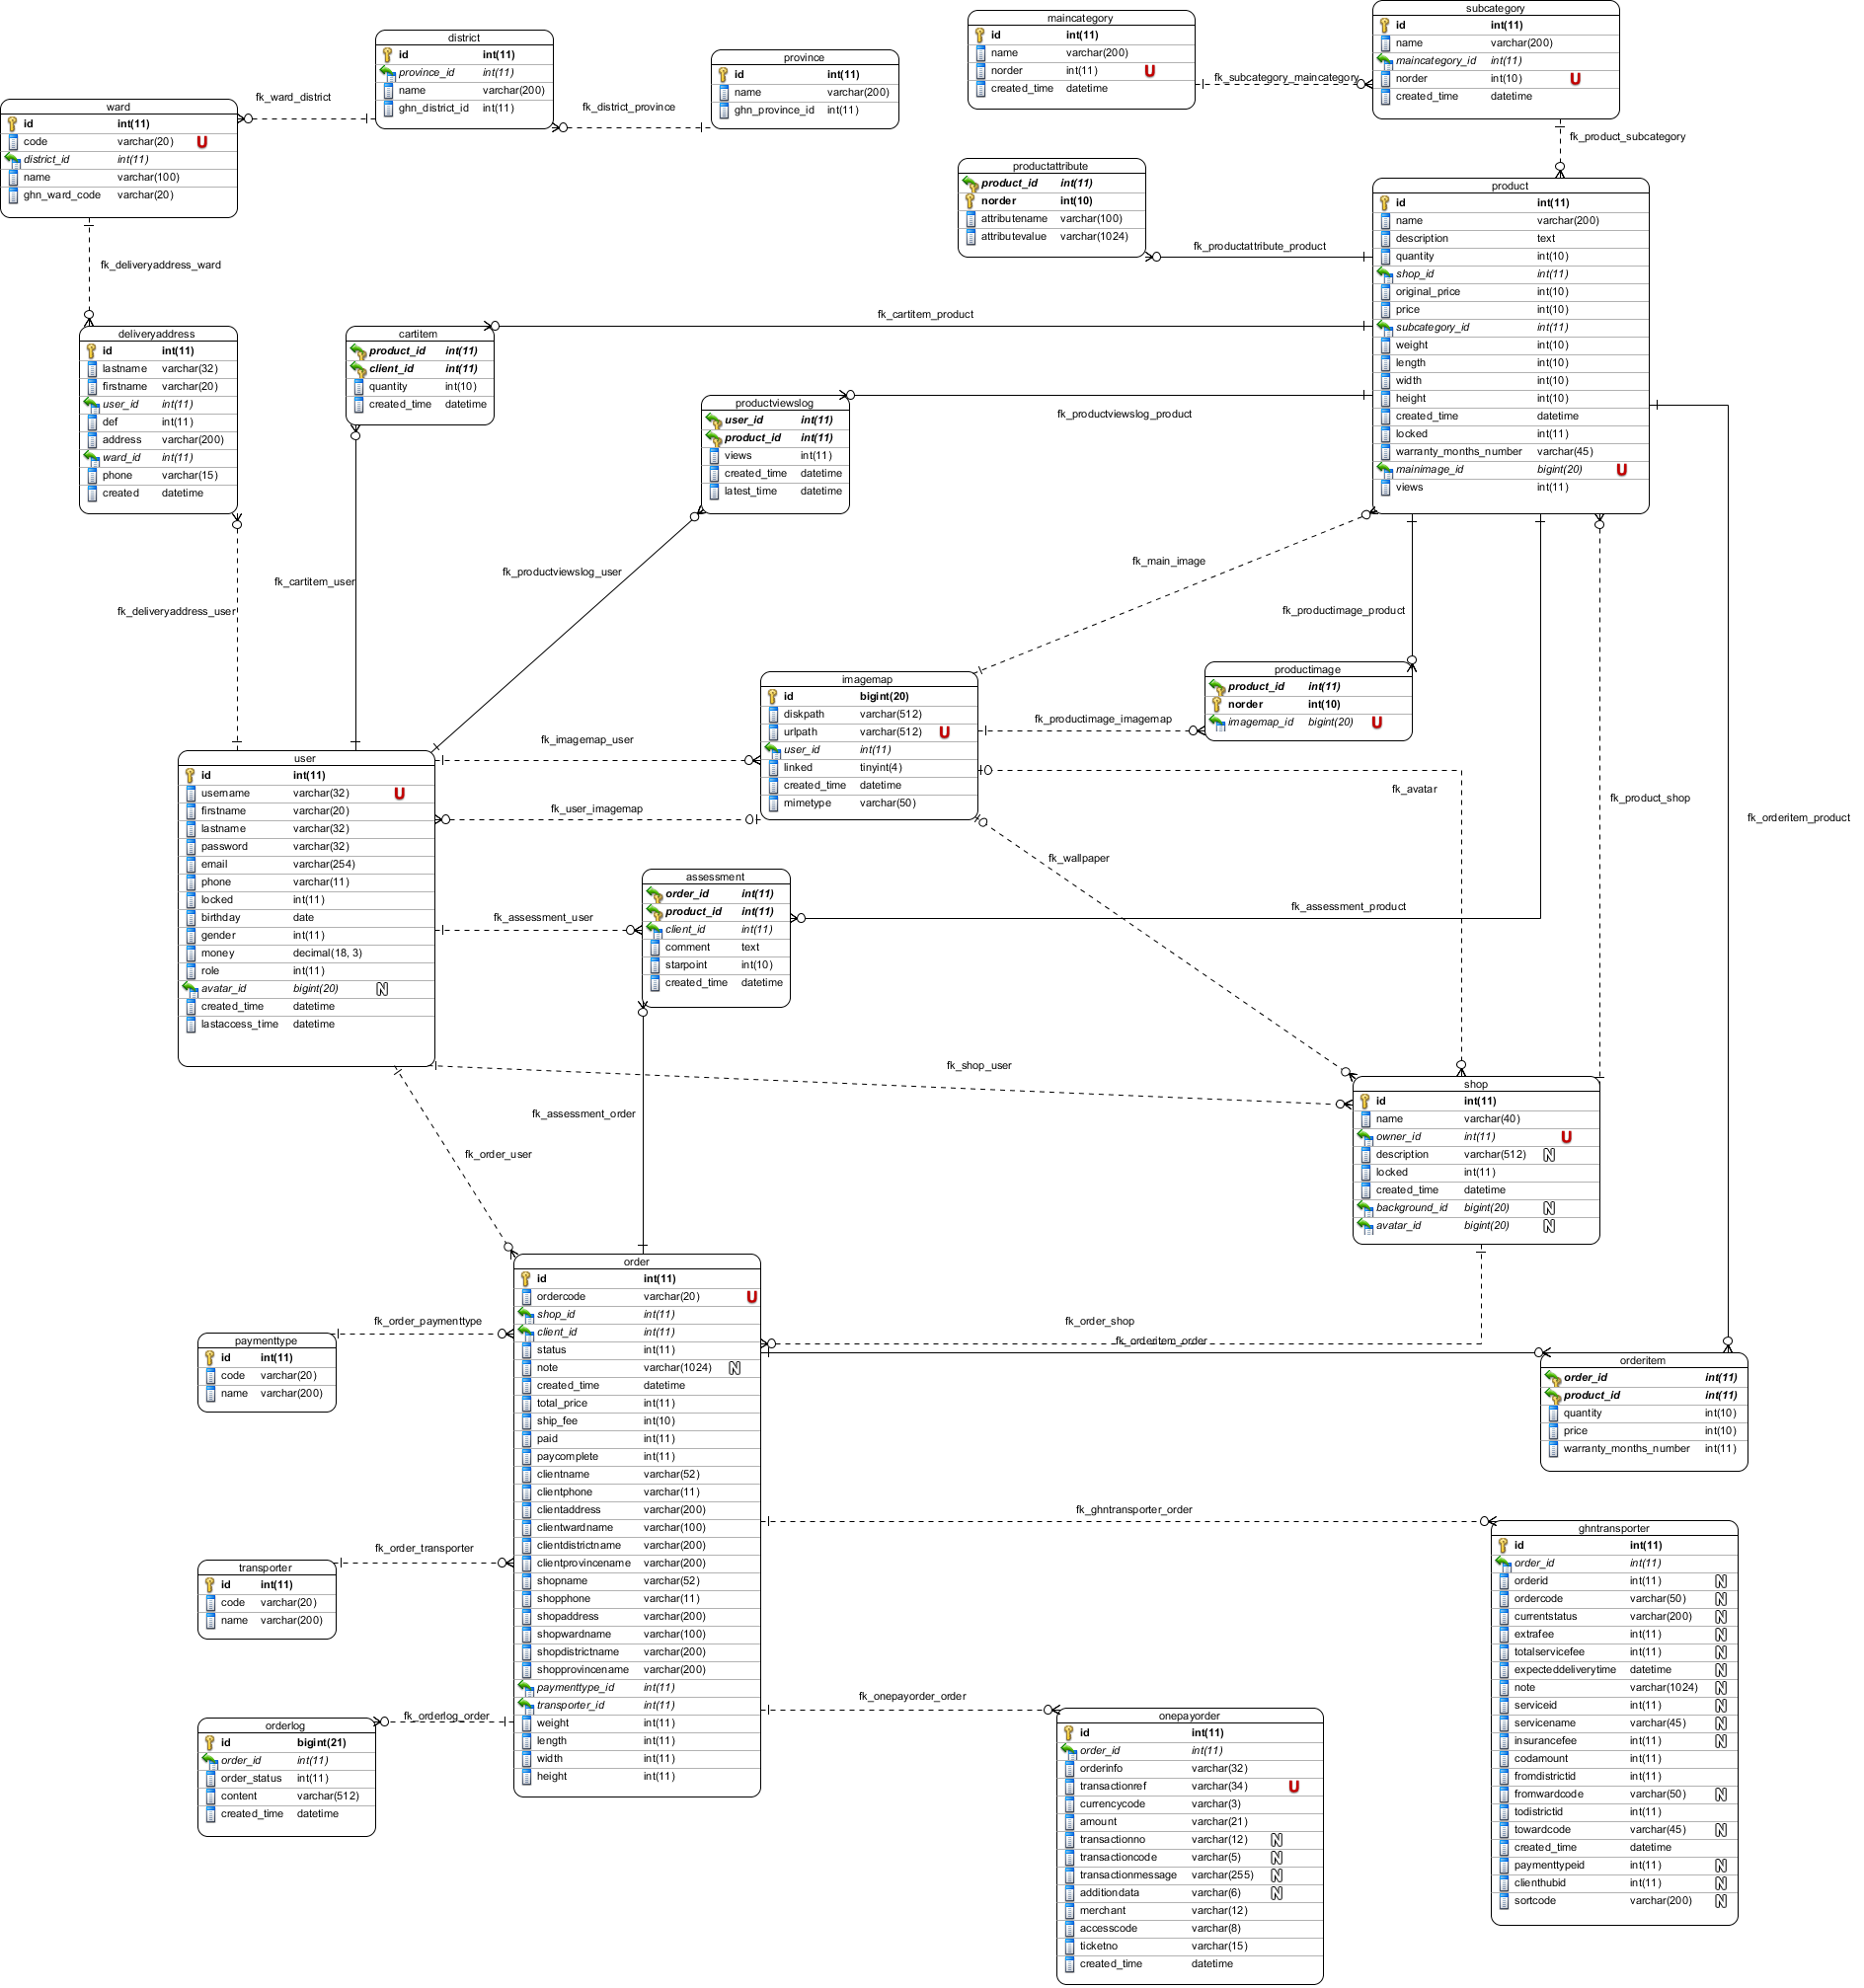 district
id int(11)
province_id int(11)
name varchar(200)
ghn_district_id int(11)
province
id int(11)
name varchar(200)
ghn_province_id int(11)
maincategory
id int(11)
name varchar(200)
norder int(11) U
created_time datetime
subcategory
id int(11)
name varchar(200)
maincategory_id int(11)
norder int(10) U
created_time datetime
fk_ward_district
fk_district_province
fk_subcategory_maincategory
fk_product_subcategory
ward
id int(11)
code varchar(20) U
district_id int(11)
name varchar(100)
ghn_ward_code varchar(20)
productattribute
product_id int(11)
norder int(10)
attributename varchar(100)
attributevalue varchar(1024)
fk_productattribute_product
product
id int(11)
name varchar(200)
description text
quantity int(10)
shop_id int(11)
original_price int(10)
price int(10)
subcategory_id int(11)
weight int(10)
length int(10)
width int(10)
height int(10)
created_time datetime
locked int(11)
warranty_months_number varchar(45)
mainimage_id bigint(20) U
views int(11)
fk_deliveryaddress_ward
fk_cartitem_product
deliveryaddress
id int(11)
lastname varchar(32)
firstname varchar(20)
user_id int(11)
def int(11)
address varchar(200)
ward_id int(11)
phone varchar(15)
created datetime
cartitem
product_id int(11)
client_id int(11)
quantity int(10)
created_time datetime
productviewslog
user_id int(11)
product_id int(11)
views int(11)
created_time datetime
latest_time datetime
fk_productviewslog_product
fk_main_image
fk_productviewslog_user
fk_cartitem_user
fk_deliveryaddress_user
fk_productimage_product
imagemap
id bigint(20)
diskpath varchar(512)
urlpath varchar(512) U
user_id int(11)
linked tinyint(4)
created_time datetime
mimetype varchar(50)
productimage
product_id int(11)
norder int(10)
imagemap_id bigint(20) U
fk_productimage_imagemap
fk_imagemap_user
fk_user_imagemap
fk_avatar
fk_product_shop
fk_orderitem_product
fk_wallpaper
user
id int(11)
username varchar(32) U
firstname varchar(20)
lastname varchar(32)
password varchar(32)
email varchar(254)
phone varchar(11)
locked int(11)
birthday date
gender int(11)
money decimal(18, 3)
role int(11)
avatar_id bigint(20) N
created_time datetime
lastaccess_time datetime
assessment
order_id int(11)
product_id int(11)
client_id int(11)
comment text
starpoint int(10)
created_time datetime
fk_assessment_user
fk_assessment_product
fk_shop_user
fk_assessment_order
fk_order_user
shop
id int(11)
name varchar(40)
owner_id int(11) U
description varchar(512) N
locked int(11)
created_time datetime
background_id bigint(20) N
avatar_id bigint(20) N
order
id int(11)
ordercode varchar(20) U
shop_id int(11)
client_id int(11)
status int(11)
note varchar(1024) N
created_time datetime
total_price int(11)
ship_fee int(10)
paid int(11)
paycomplete int(11)
clientname varchar(52)
clientphone varchar(11)
clientaddress varchar(200)
clientwardname varchar(100)
clientdistrictname varchar(200)
clientprovincename varchar(200)
shopname varchar(52)
shopphone varchar(11)
shopaddress varchar(200)
shopwardname varchar(100)
shopdistrictname varchar(200)
shopprovincename varchar(200)
paymenttype_id int(11)
transporter_id int(11)
weight int(11)
length int(11)
width int(11)
height int(11)
fk_order_paymenttype
fk_order_shop
fk_orderitem_order
paymenttype
id int(11)
code varchar(20)
name varchar(200)
orderitem
order_id int(11)
product_id int(11)
quantity int(10)
price int(10)
warranty_months_number int(11)
fk_ghntransporter_order
fk_order_transporter
transporter
id int(11)
code varchar(20)
name varchar(200)
ghntransporter
id int(11)
order_id int(11)
orderid int(11) N
ordercode varchar(50) N
currentstatus varchar(200) N
extrafee int(11) N
totalservicefee int(11) N
expecteddeliverytime datetime N
note varchar(1024) N
serviceid int(11) N
servicename varchar(45) N
insurancefee int(11) N
codamount int(11)
fromdistrictid int(11)
fromwardcode varchar(50) N
todistrictid int(11)
towardcode varchar(45) N
created_time datetime
paymenttypeid int(11) N
clienthubid int(11) N
sortcode varchar(200) N
fk_orderlog_order
fk_onepayorder_order
orderlog
id bigint(21)
order_id int(11)
order_status int(11)
content varchar(512)
created_time datetime
onepayorder
id int(11)
order_id int(11)
orderinfo varchar(32)
transactionref varchar(34) U
currencycode varchar(3)
amount varchar(21)
transactionno varchar(12) N
transactioncode varchar(5) N
transactionmessage varchar(255) N
additiondata varchar(6) N
merchant varchar(12)
accesscode varchar(8)
ticketno varchar(15)
created_time datetime